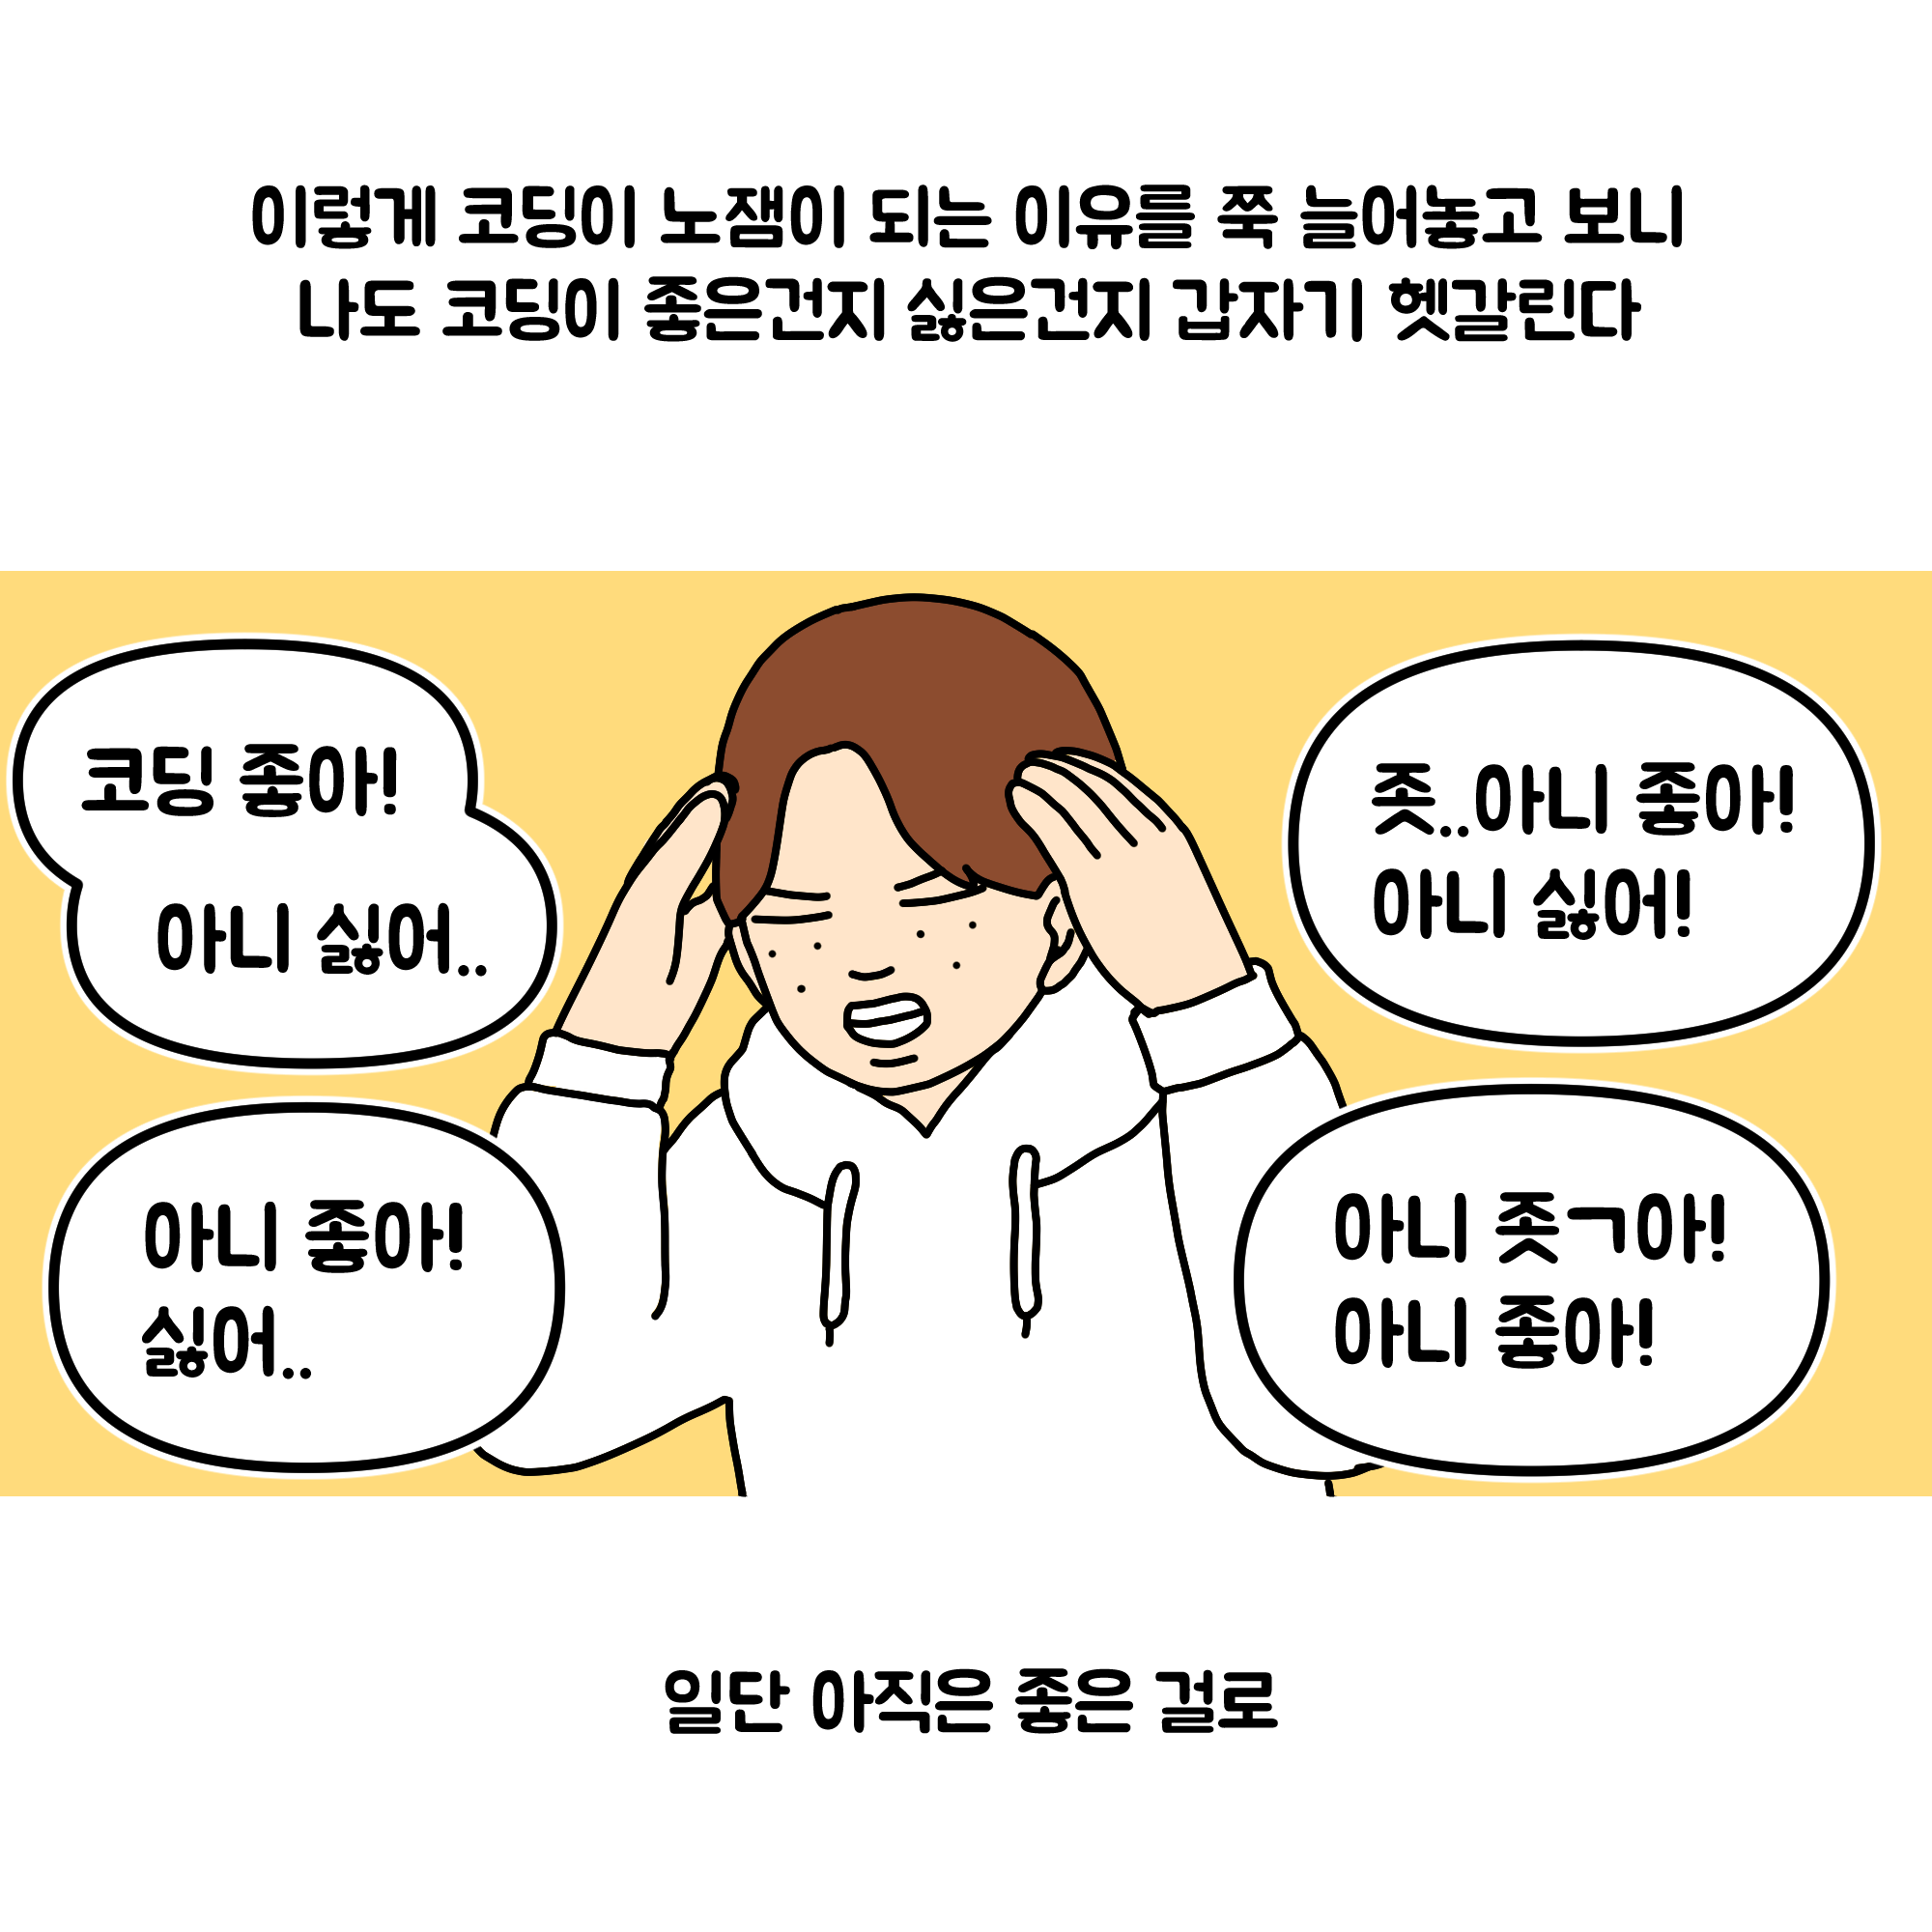 이렇게 코딩이 노잼이 되는 이유를 쭉 늘어놓고 보니
나도 코딩이 좋은건지 싫은건지 갑자기 헷갈린다
코딩 좋아!
아니 싫어..
좃..아니 좋아!
아니 싫어!
아니 좋아!
싫어..
아니 좃ㄱ아!
아니 좋아!
일단 아직은 좋은 걸로